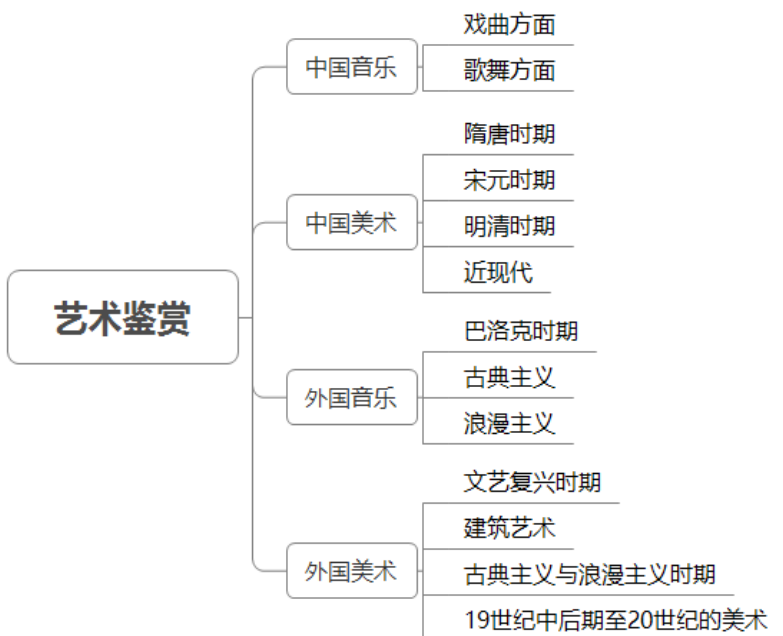 艺术鉴赏
中国音乐
戏曲方面
歌舞方面
中国美术
隋唐时期
宋元时期
明清时期
近现代
外国音乐
巴洛克时期
古典主义
浪漫主义
外国美术
文艺复兴时期
建筑艺术
古典主义与浪漫主义时期
19世纪中后期至20世纪的美术